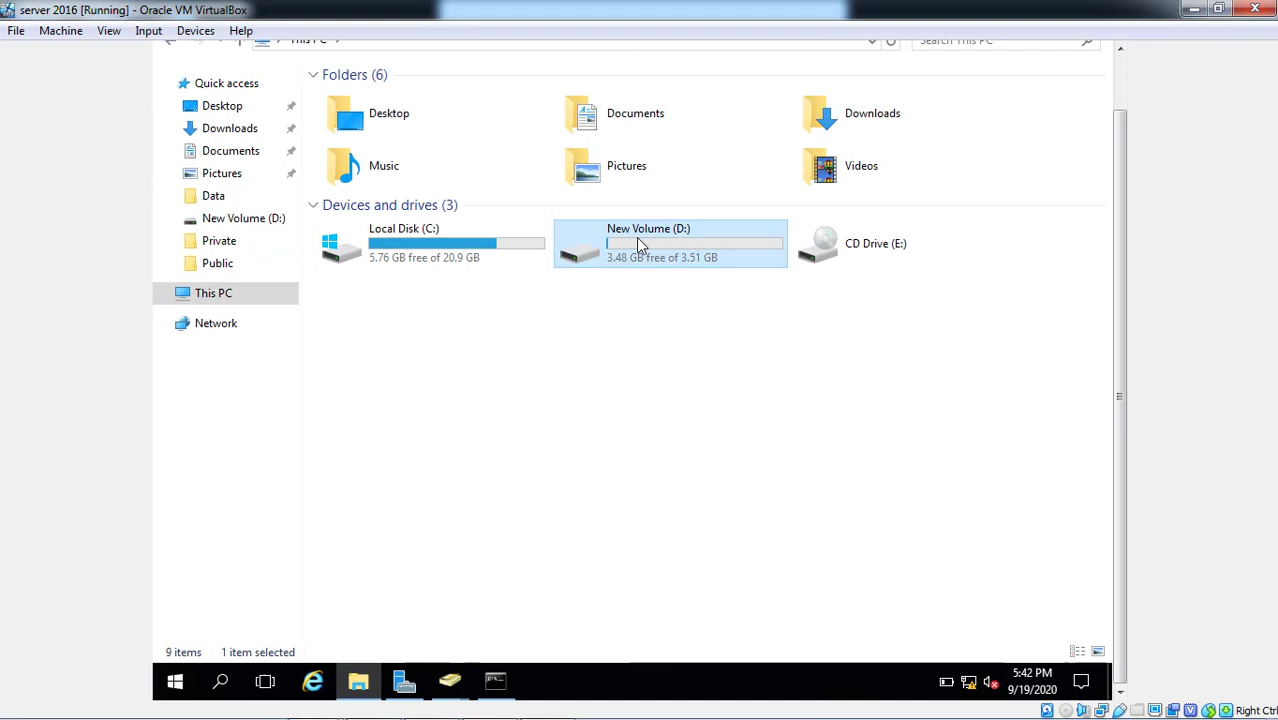 server 2016 [Running] - Oracle VM VirtualBox
File Machine View Input Devices Help
This PC
Search This PC
Quick access
Desktop
Downloads
Documents
Pictures
Data
New Volume (D:)
Private
Public
This PC
Network
Folders (6)
Desktop
Documents
Downloads
Music
Pictures
Videos
Devices and drives (3)
Local Disk (C:)
5.76 GB free of 20.9 GB
New Volume (D:)
3.48 GB free of 3.51 GB
CD Drive (E:)
9 items 1 item selected
5:42 PM
9/19/2020
Right Ctrl